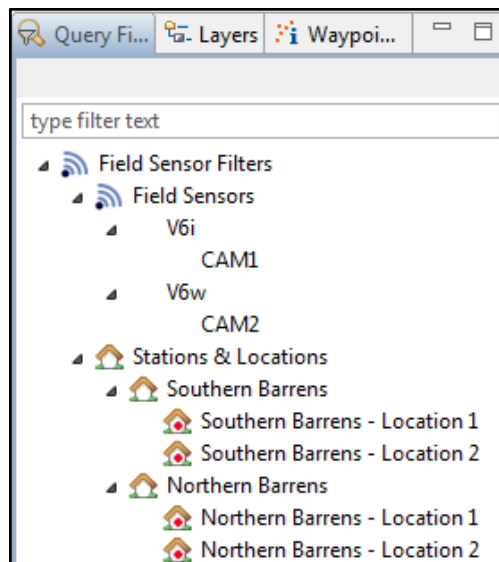 Query Fi... Layers Waypoi...
type filter text
Field Sensor Filters
Field Sensors
V6i
CAM1
V6w
CAM2
Stations & Locations
Southern Barrens
Southern Barrens - Location 1
Southern Barrens - Location 2
Northern Barrens
Northern Barrens - Location 1
Northern Barrens - Location 2